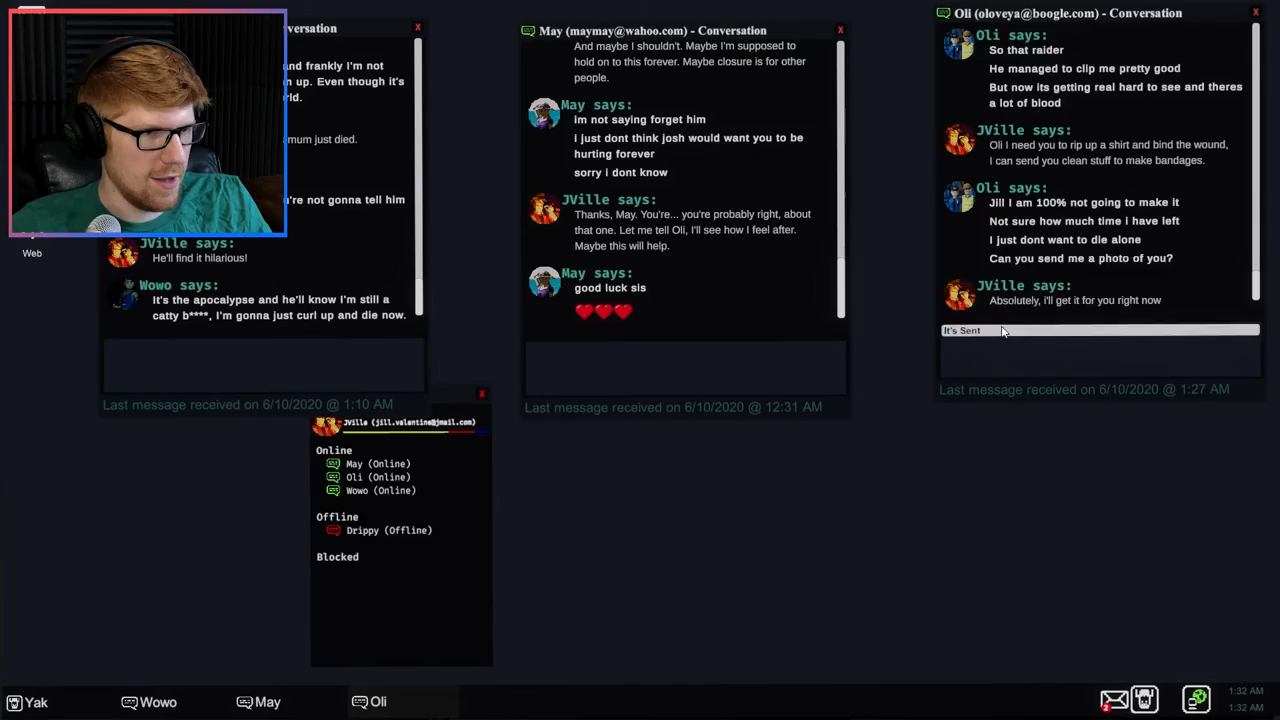 nversation
and frankly I'm not
n up. Even though it's
rld.
mum just died.
're not gonna tell him
JVille says:
He'll find it hilarious!
Wowo says:
It's the apocalypse and he'll know I'm still a
catty b****, I'm gonna just curl up and die now.
Last message received on 6/10/2020 @ 1:10 AM
Web
May (maymay@wahoo.com) - Conversation
And maybe I shouldn't. Maybe I'm supposed to
hold on to this forever. Maybe closure is for other
people.
May says:
im not saying forget him
i just dont think josh would want you to be
hurting forever
sorry i dont know
JVille says:
Thanks, May. You're... you're probably right, about
that one. Let me tell Oli, I'll see how I feel after.
Maybe this will help.
May says:
good luck sis
Last message received on 6/10/2020 @ 12:31 AM
Oli (oloveya@boogle.com) - Conversation
Oli says:
So that raider
He managed to clip me pretty good
But now its getting real hard to see and theres
a lot of blood
JVille says:
Oli I need you to rip up a shirt and bind the wound,
I can send you clean stuff to make bandages.
Oli says:
Jill I am 100% not going to make it
Not sure how much time i have left
I just dont want to die alone
Can you send me a photo of you?
JVille says:
Absolutely, i'll get it for you right now
It's Sent
Last message received on 6/10/2020 @ 1:27 AM
JVille (jill.valantine@jmail.com)
Online
May (Online)
Oli (Online)
Wowo (Online)
Offline
Drippy (Offline)
Blocked
Yak
Wowo
May
Oli
2
1:32 AM
1:32 AM